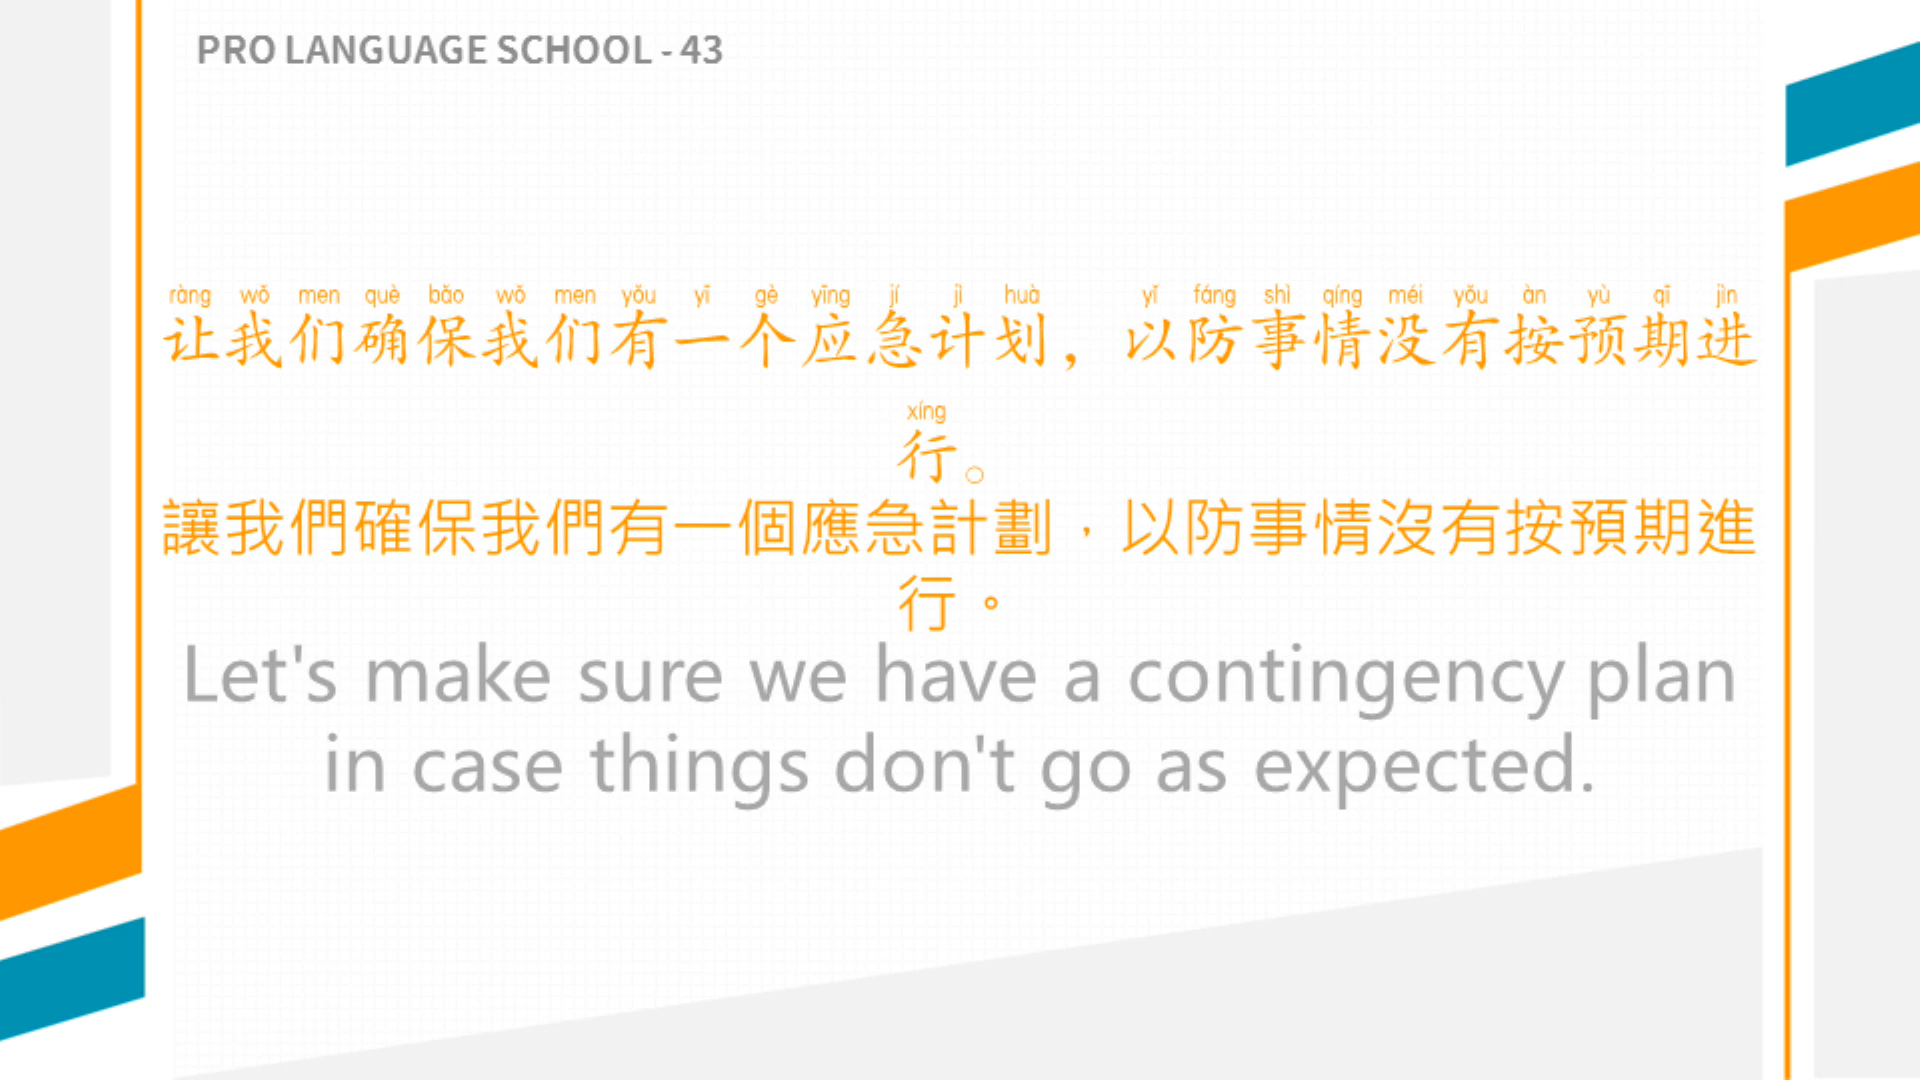 PRO LANGUAGE SCHOOL - 43
ràng wǒ men què bǎo wǒ men yǒu yī gè yīng jí jì huà yǐ fáng shì qíng méi yǒu àn yù qī jìn
让我们确保我们有一个应急计划，以防事情没有按预期进
xíng
行。
讓我們確保我們有一個應急計劃，以防事情沒有按預期進
行。
Let's make sure we have a contingency plan
in case things don't go as expected.